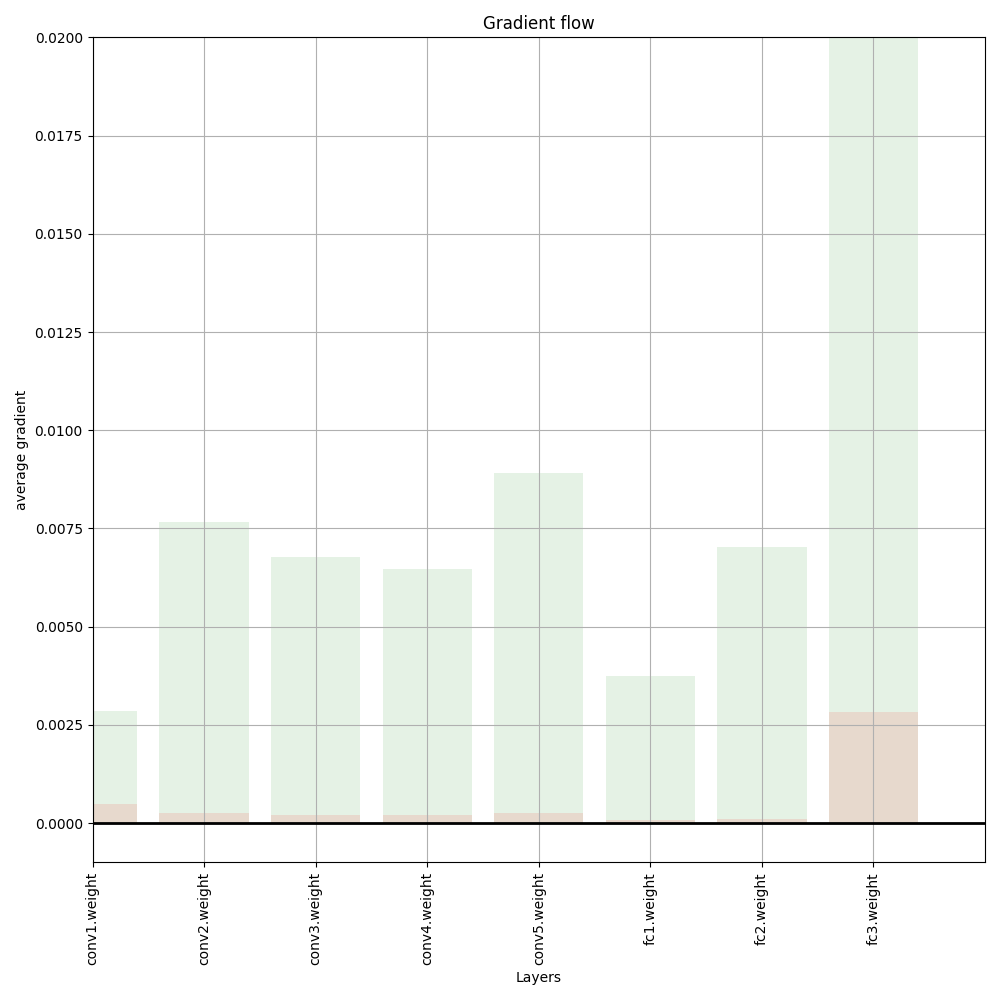 Gradient flow
0.0200
0.0175
0.0150
0.0125
0.0100
0.0075
0.0050
0.0025
0.0000
average gradient
conv1.weight
conv2.weight
conv3.weight
conv4.weight
conv5.weight
fc1.weight
fc2.weight
fc3.weight
Layers